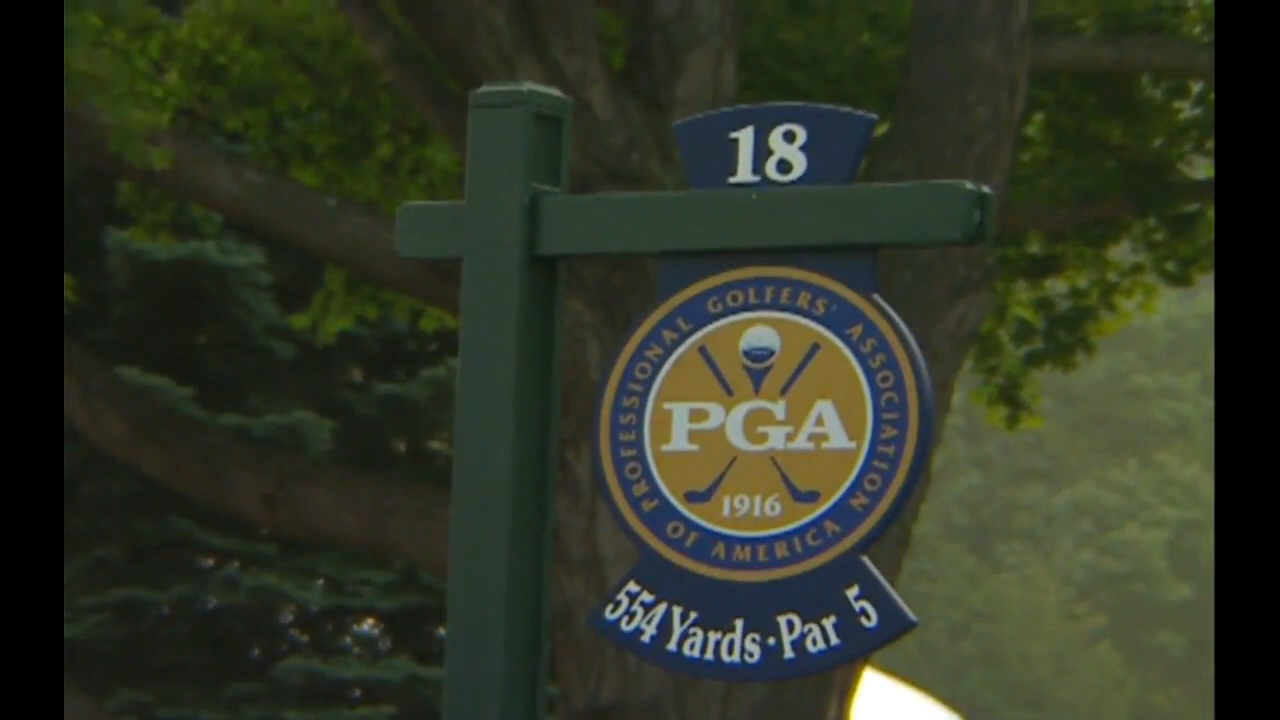 18
PROFESSIONAL GOLFERS' ASSOCIATION
OF AMERICA
PGA
1916
554 Yards · Par 5